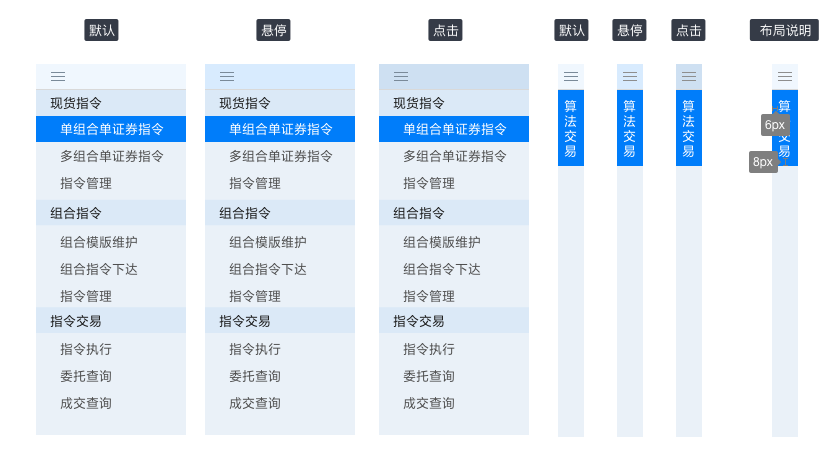 默认
悬停
点击
默认
悬停
点击
布局说明
现货指令
单组合单证券指令
多组合单证券指令
指令管理
组合指令
组合模版维护
组合指令下达
指令管理
指令交易
指令执行
委托查询
成交查询
现货指令
单组合单证券指令
多组合单证券指令
指令管理
组合指令
组合模版维护
组合指令下达
指令管理
指令交易
指令执行
委托查询
成交查询
现货指令
单组合单证券指令
多组合单证券指令
指令管理
组合指令
组合模版维护
组合指令下达
指令管理
指令交易
指令执行
委托查询
成交查询
算法交易
算法交易
算法交易
算
交易
6px
8px